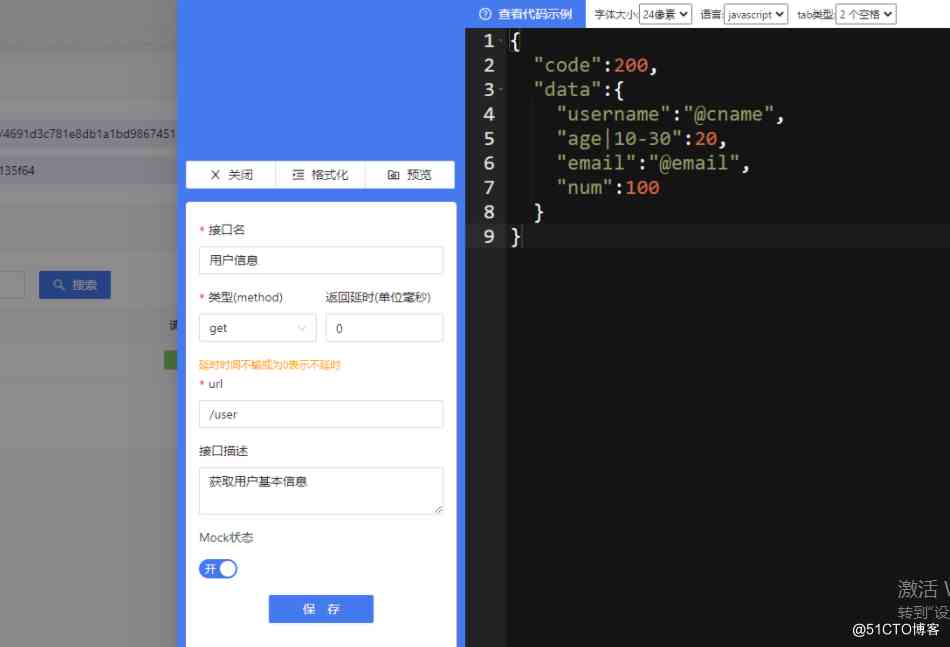 /4691d3c781e8db1a1bd9867451
135f64
搜索
关闭 格式化 预览
* 接口名
用户信息
* 类型(method) 返回延时(单位毫秒)
get 0
延时时间不输或为0表示不延时
* url
/user
接口描述
获取用户基本信息
Mock状态
开
保 存
查看代码示例 字体大小: 24像素 语言: javascript tab类型: 2 个空格
1 {
2 "code":200,
3 "data":{
4 "username":"@cname",
5 "age|10-30":20,
6 "email":"@email",
7 "num":100
8 }
9 }
激活 W
转到"设
@51CTO博客